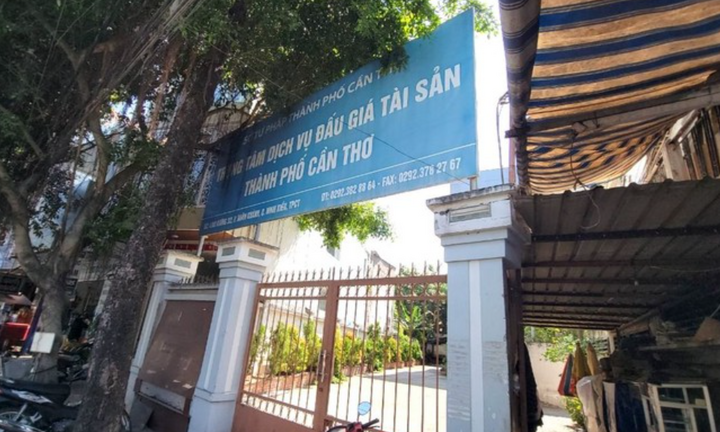 SỞ TƯ PHÁP THÀNH PHỐ CẦN THƠ
TRUNG TÂM DỊCH VỤ ĐẤU GIÁ TÀI SẢN
THÀNH PHỐ CẦN THƠ
ĐT: 0292.382 88 64 - FAX: 0292.376 27 67